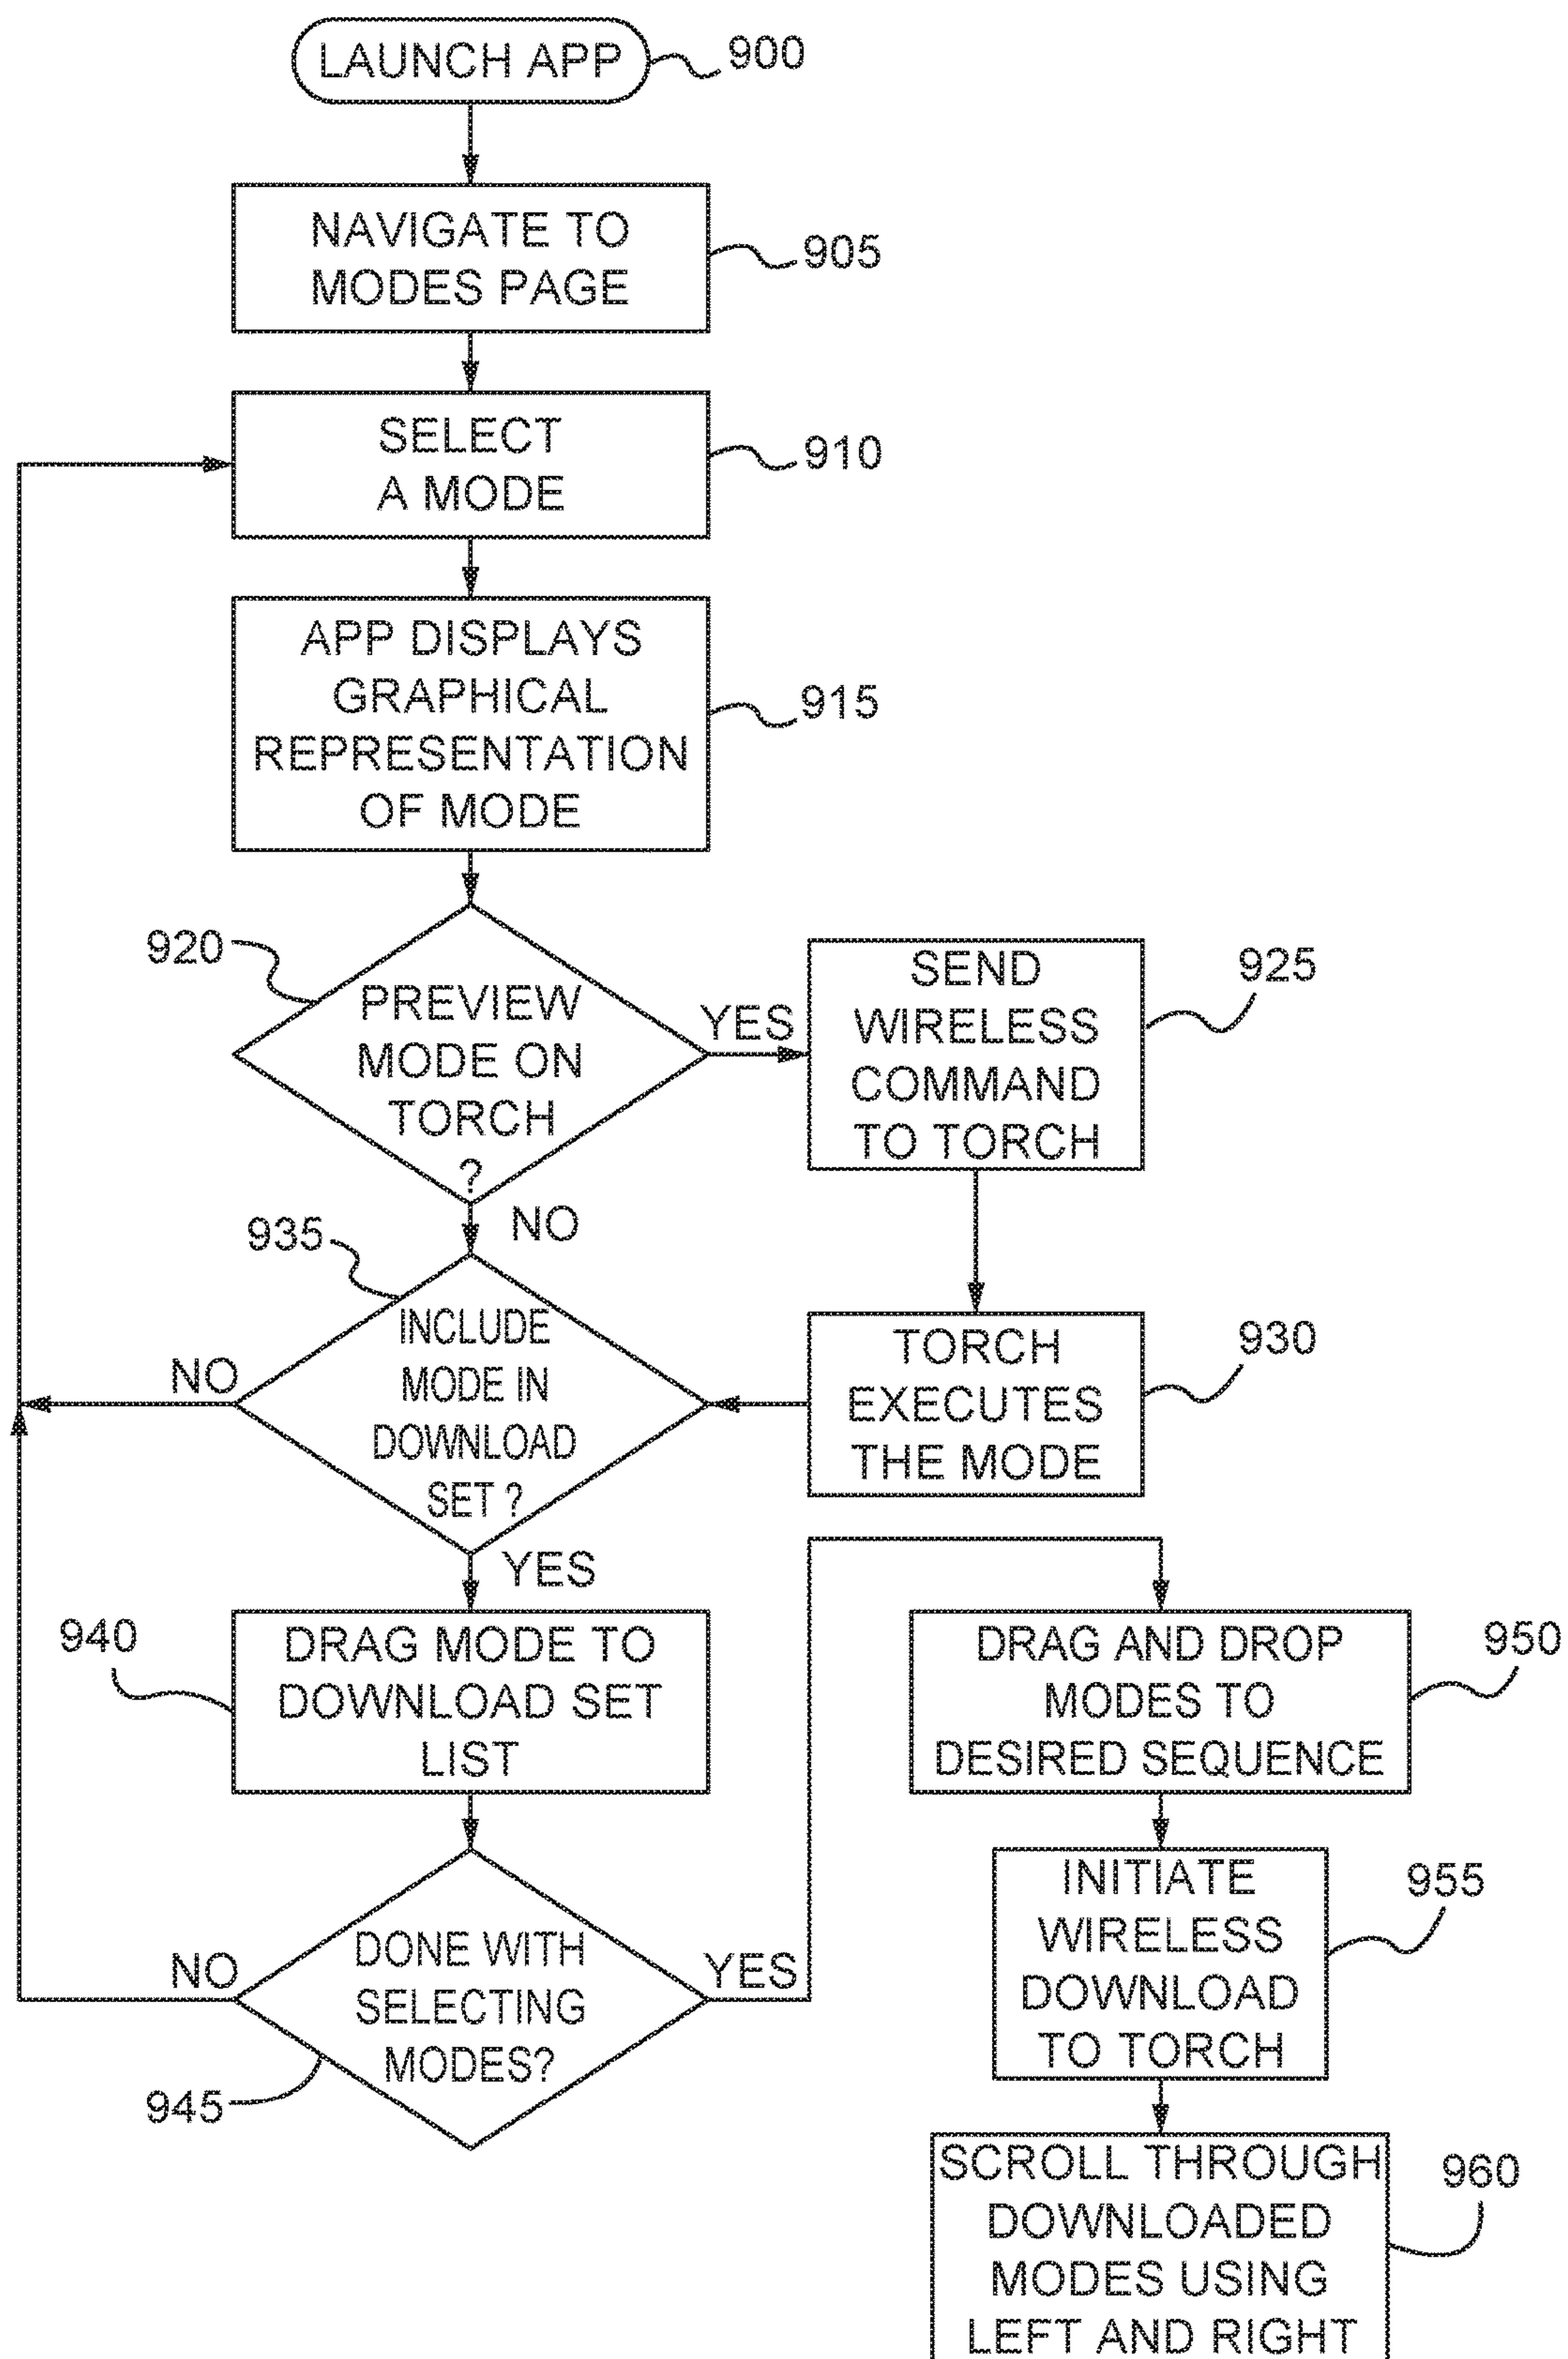 LAUNCH APP
900
NAVIGATE TO
MODES PAGE
905
SELECT
A MODE
910
APP DISPLAYS
GRAPHICAL
REPRESENTATION
OF MODE
915
920
PREVIEW
MODE ON
TORCH
?
YES
NO
SEND
WIRELESS
COMMAND
TO TORCH
925
TORCH
EXECUTES
THE MODE
930
935
INCLUDE
MODE IN
DOWNLOAD
SET ?
NO
YES
940
DRAG MODE TO
DOWNLOAD SET
LIST
DONE WITH
SELECTING
MODES?
945
NO
YES
DRAG AND DROP
MODES TO
DESIRED SEQUENCE
950
INITIATE
WIRELESS
DOWNLOAD
TO TORCH
955
SCROLL THROUGH
DOWNLOADED
MODES USING
LEFT AND RIGHT
960